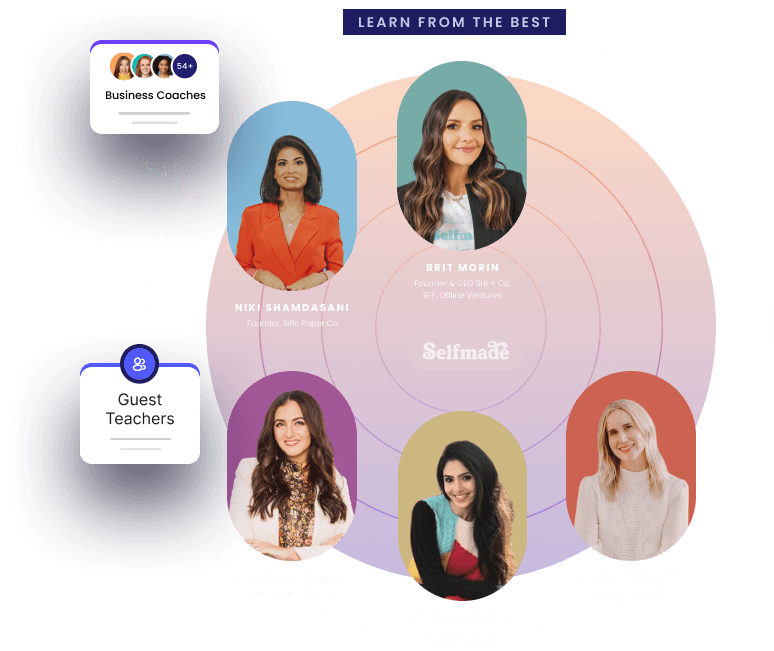 LEARN FROM THE BEST
54+
Business Coaches
BRIT MORIN
Founder & CEO Brit + Co,
BFF, Offline Ventures
NIKI SHAMDASANI
Founder, Rifle Paper Co
Selfmade
Selfmade
Guest
Teachers